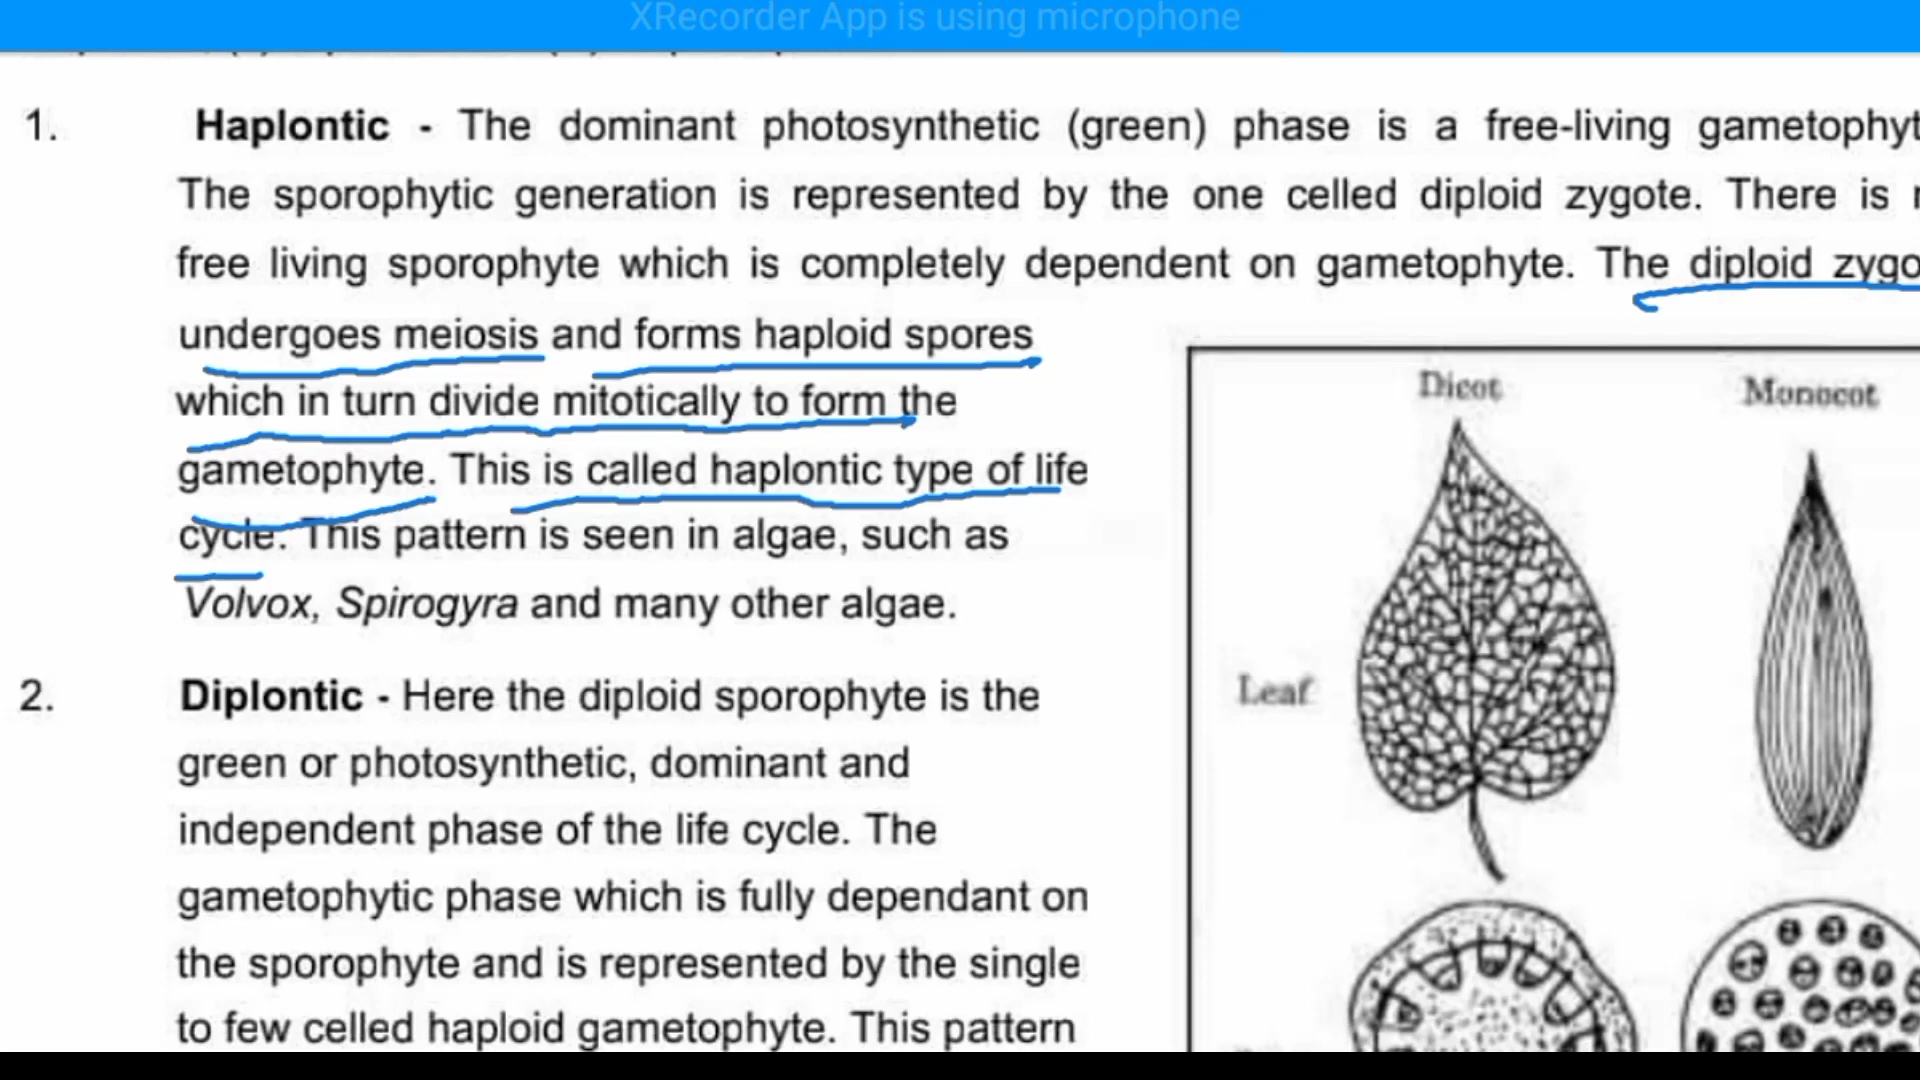 XRecorder App is using microphone
1. Haplontic - The dominant photosynthetic (green) phase is a free-living gametophyt
The sporophytic generation is represented by the one celled diploid zygote. There is
free living sporophyte which is completely dependent on gametophyte. The diploid zygo
undergoes meiosis and forms haploid spores
which in turn divide mitotically to form the
gametophyte. This is called haplontic type of life
cycle. This pattern is seen in algae, such as
Volvox, Spirogyra and many other algae.
2. Diplontic - Here the diploid sporophyte is the
green or photosynthetic, dominant and
independent phase of the life cycle. The
gametophytic phase which is fully dependant on
the sporophyte and is represented by the single
to few celled haploid gametophyte. This pattern
Dicot Monocot
Leaf